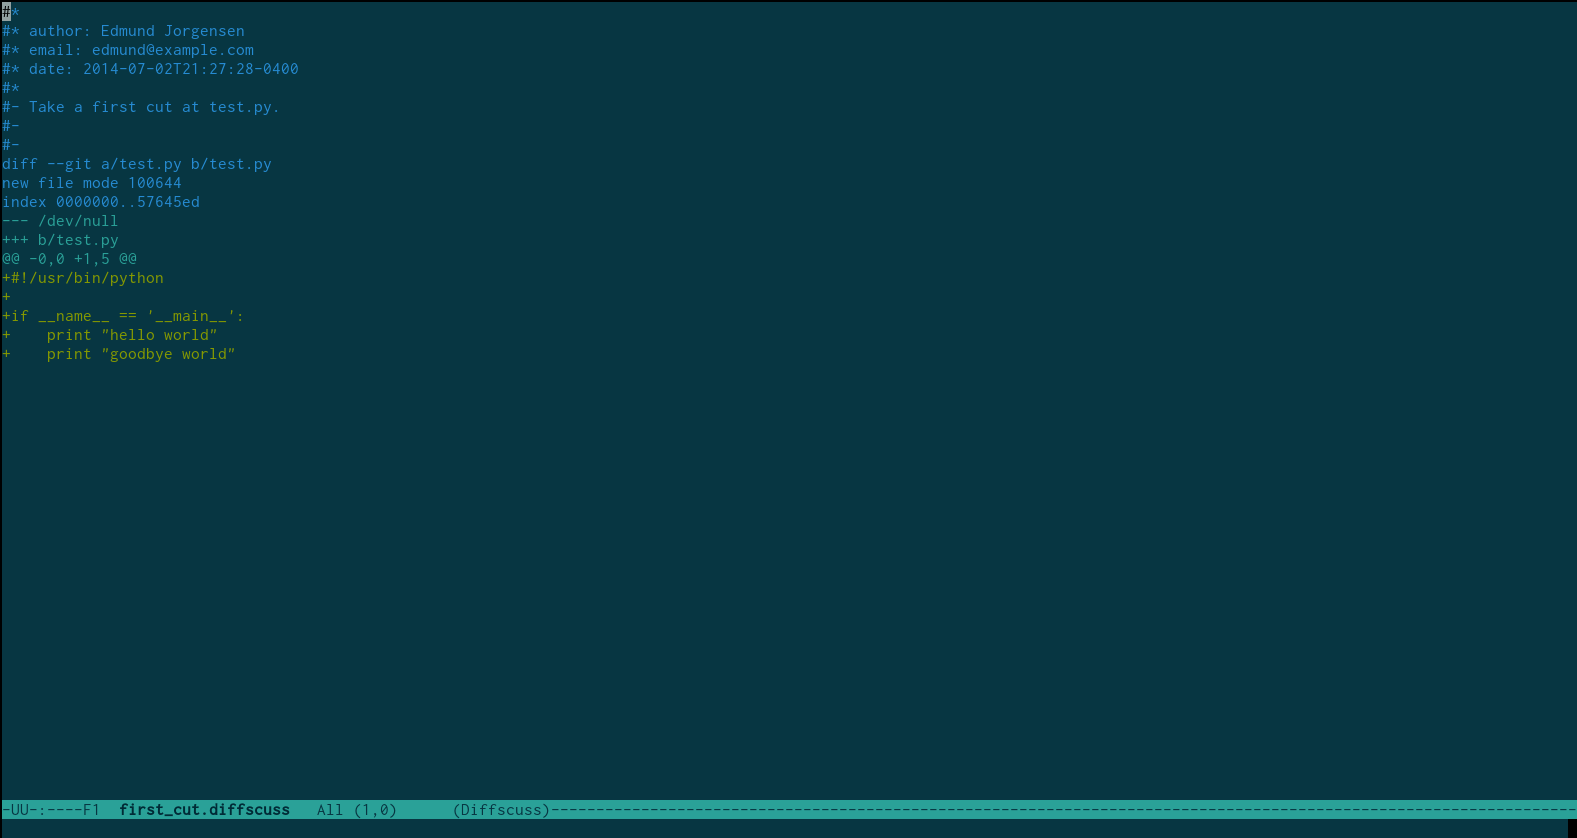 #*
#* author: Edmund Jorgensen
#* email: edmund@example.com
#* date: 2014-07-02T21:27:28-0400
#*
#- Take a first cut at test.py.
#-
#-
diff --git a/test.py b/test.py
new file mode 100644
index 0000000..57645ed
--- /dev/null
+++ b/test.py
@@ -0,0 +1,5 @@
+#!/usr/bin/python
+
+if __name__ == '__main__':
+    print "hello world"
+    print "goodbye world"
-UU-:----F1  first_cut.diffscuss   All (1,0)      (Diffscuss)------------------------------------------------------------------------------------------------------------------